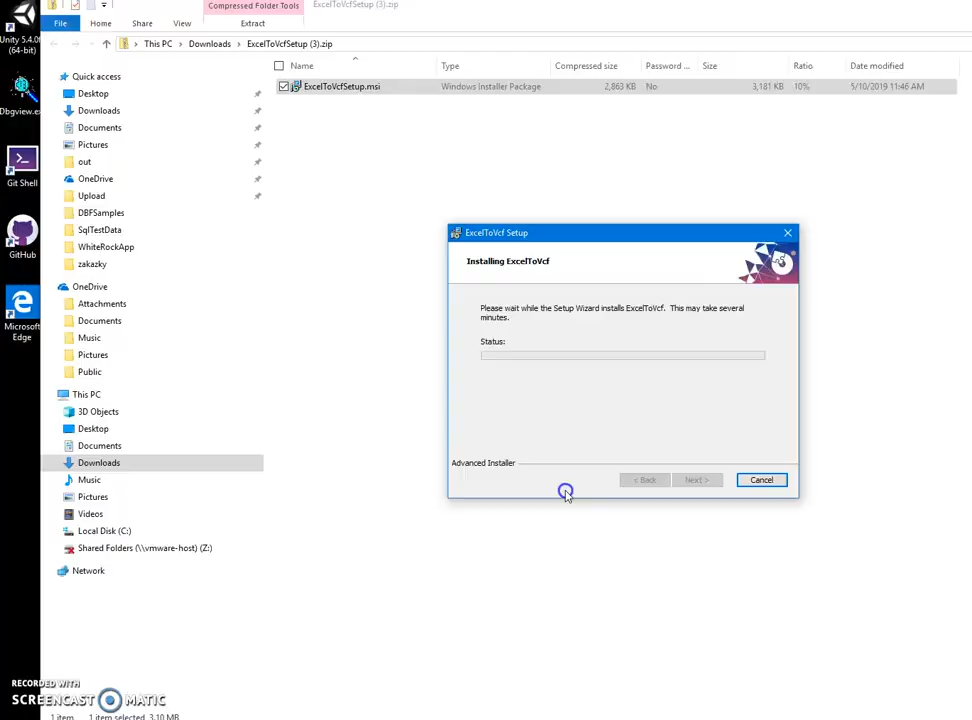 Compressed Folder Tools
ExcelToVcfSetup (3).zip
File
Home
Share
View
Extract
This PC
Downloads
ExcelToVcfSetup (3).zip
Name
Type
Compressed size
Password ...
Size
Ratio
Date modified
ExcelToVcfSetup.msi
Windows Installer Package
2,863 KB
No
3,181 KB
10%
5/10/2019 11:46 AM
Unity 5.4.0
(64-bit)
Dbgview.ex
Git Shell
GitHub
Microsoft
Edge
Quick access
Desktop
Downloads
Documents
Pictures
out
OneDrive
Upload
DBFSamples
SqlTestData
WhiteRockApp
zakazky
OneDrive
Attachments
Documents
Music
Pictures
Public
This PC
3D Objects
Desktop
Documents
Downloads
Music
Pictures
Videos
Local Disk (C:)
Shared Folders (\\vmware-host) (Z:)
Network
ExcelToVcf Setup
Installing ExcelToVcf
Please wait while the Setup Wizard installs ExcelToVcf. This may take several
minutes.
Status:
Advanced Installer
< Back
Next >
Cancel
RECORDED WITH
SCREENCAST MATIC
1 item
1 item selected 3.10 MB